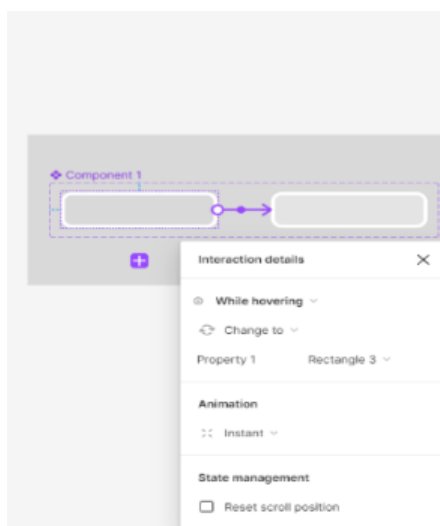 Component 1
Interaction details
While hovering
Change to
Property 1 Rectangle 3
Animation
Instant
State management
Reset scroll position